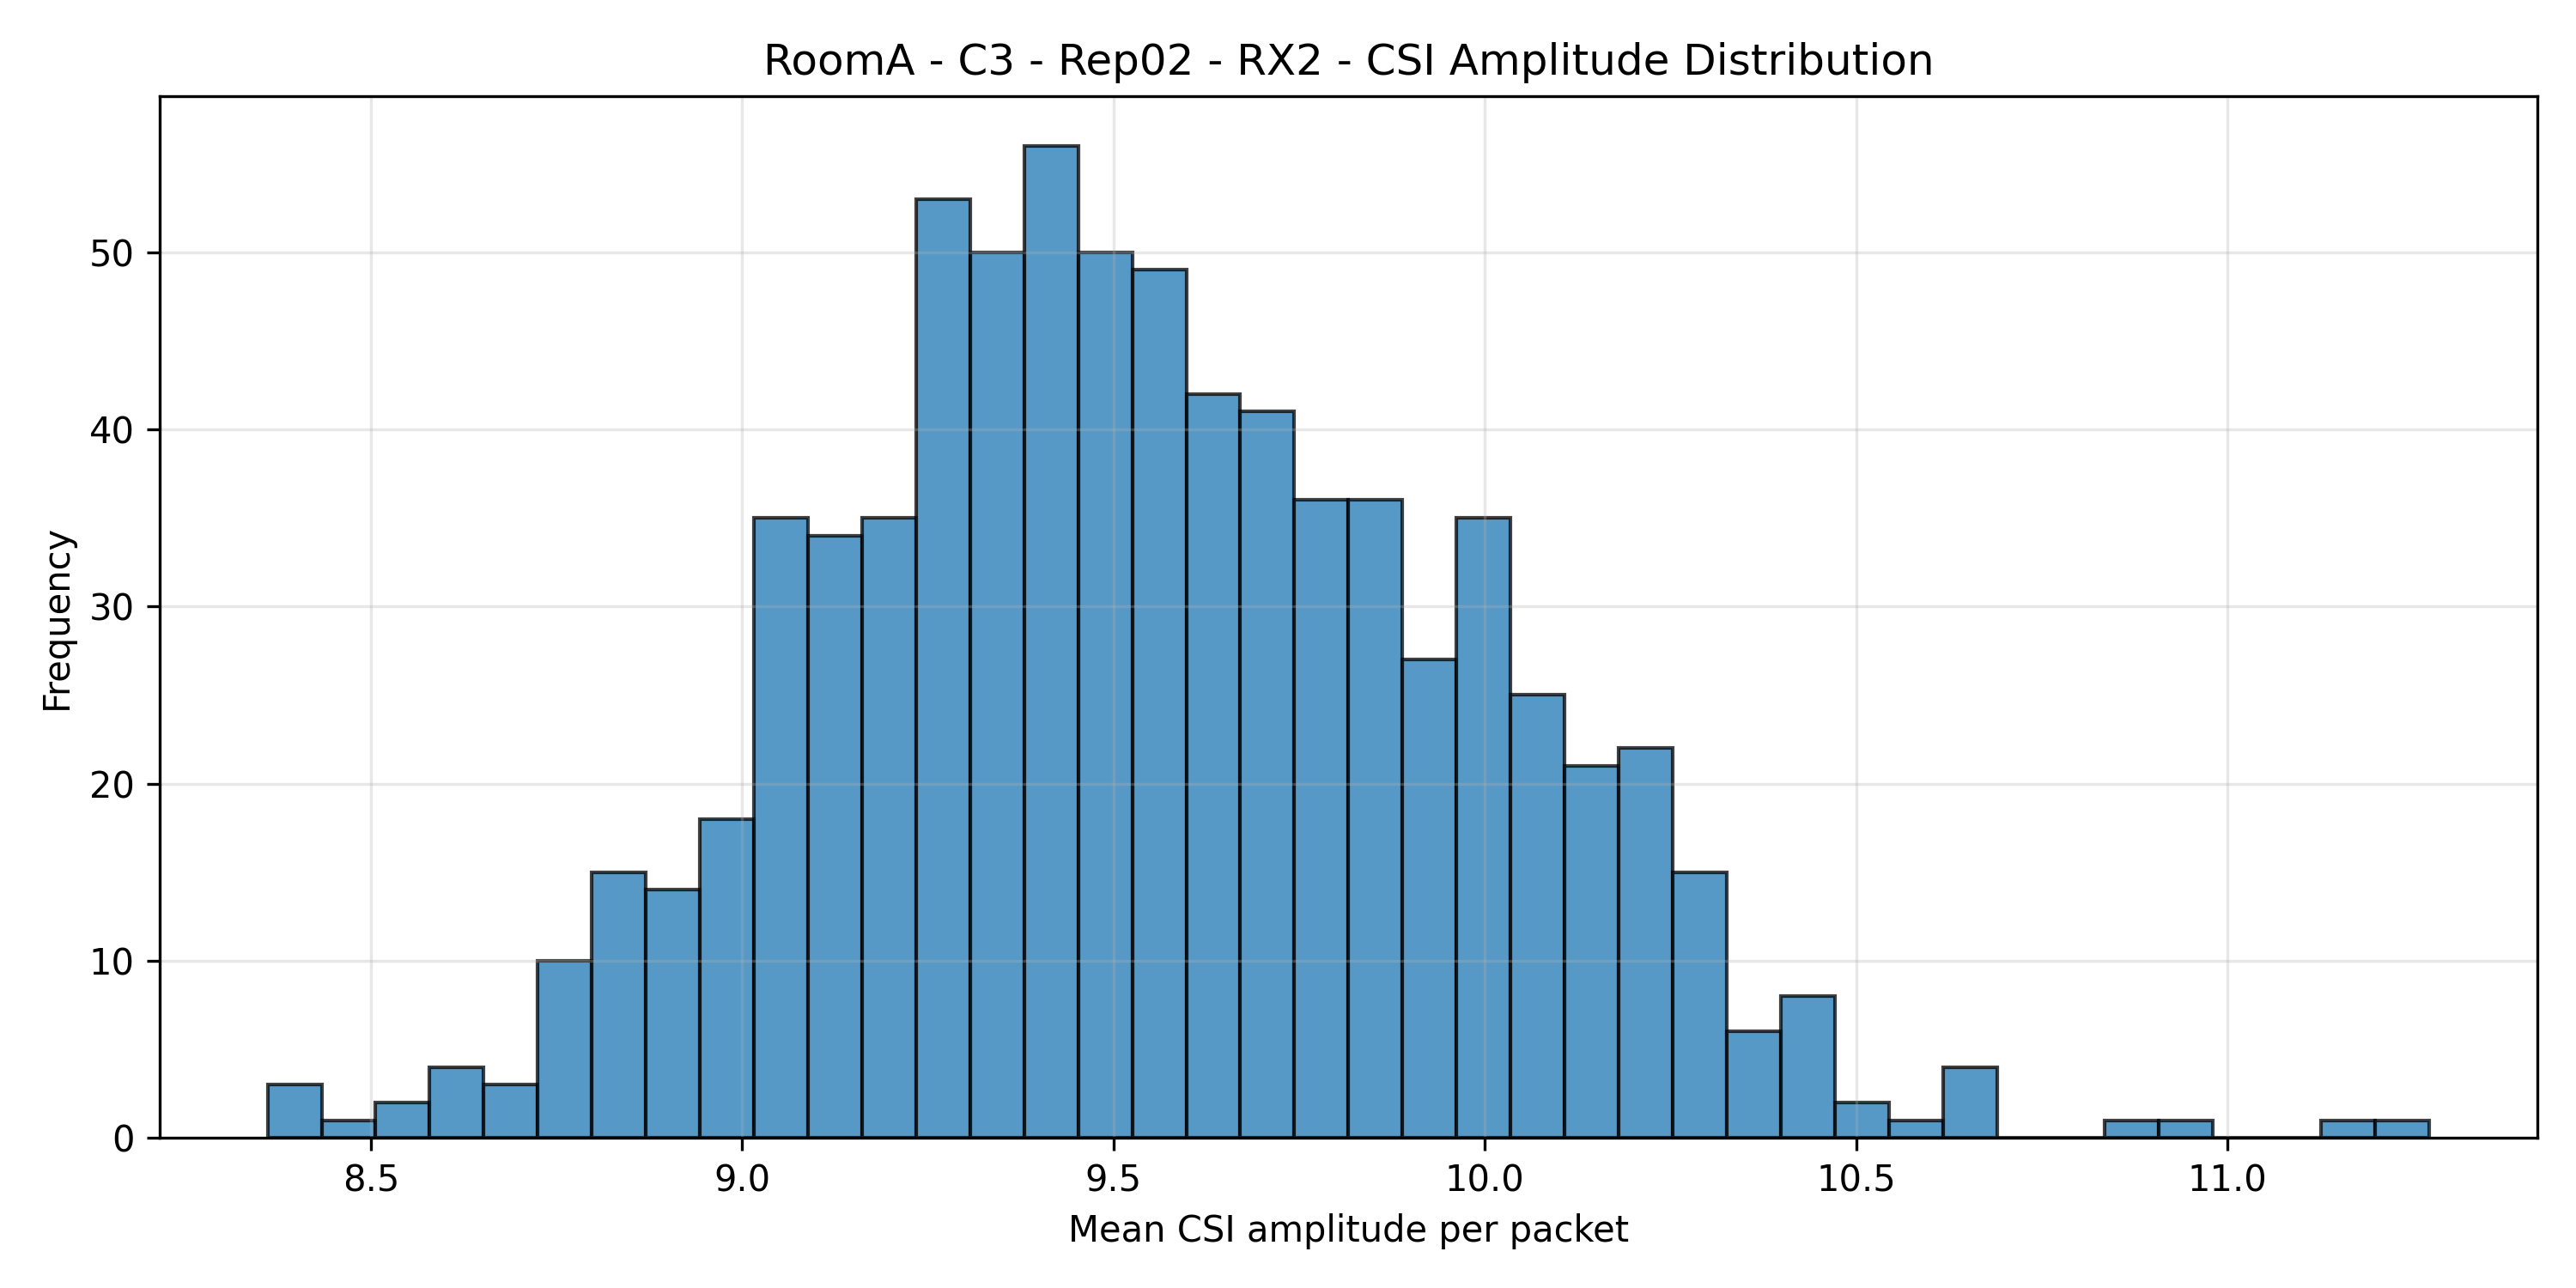 RoomA - C3 - Rep02 - RX2 - CSI Amplitude Distribution
Frequency
50
40
30
20
10
0
8.5 9.0 9.5 10.0 10.5 11.0
Mean CSI amplitude per packet